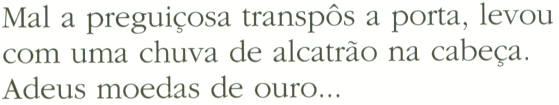 Mal a preguiçosa transpôs a porta, levou
com uma chuva de alcatrão na cabeça.
Adeus moedas de ouro...